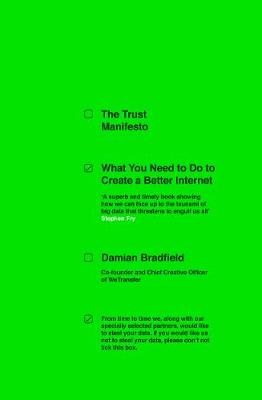 The Trust
Manifesto
What You Need to Do to
Create a Better Internet
'A superb and timely book showing
how we can face up to the tsunami of
big data that threatens to engulf us all'
Stephen Fry
Damian Bradfield
Co-founder and Chief Creative Officer
of WeTransfer
From time to time we, along with our
specially selected partners, would like
to steal your data. If you would like us
not to steal your data, please don't not
tick this box.